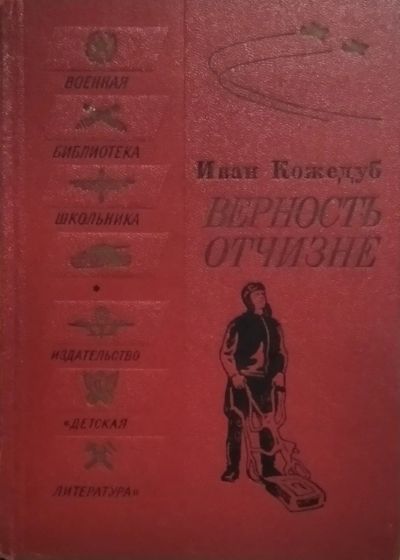 ВОЕННАЯ
БИБЛИОТЕКА
ШКОЛЬНИКА
ИЗДАТЕЛЬСТВО
«ДЕТСКАЯ
ЛИТЕРАТУРА»
Иван Кожедуб
ВЕРНОСТЬ
ОТЧИЗНЕ